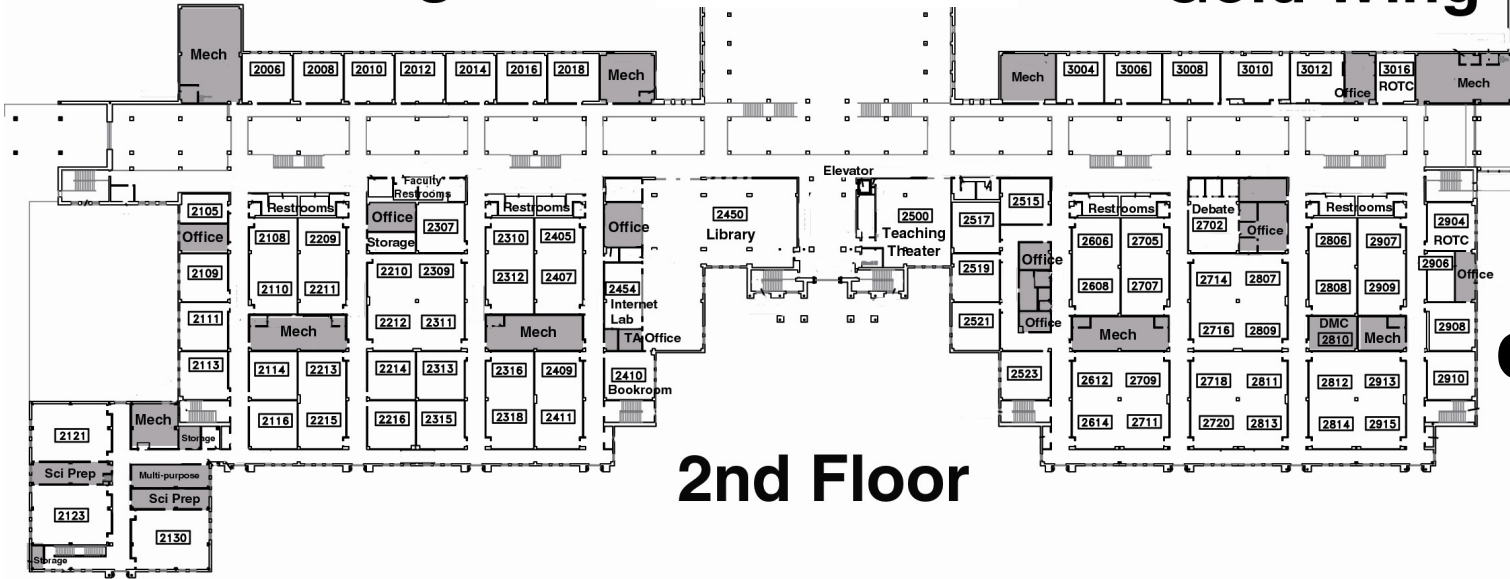 Gold Wing
Mech
2006
2008
2010
2012
2014
2016
2018
Mech
Mech
3004
3006
3008
3010
3012
Office
3016
ROTC
Mech
Elevator
Faculty
Restrooms
2105
Office
2109
2111
2113
Restrooms
2108
2209
2110
2211
Mech
2114
2213
2116
2215
Office
Storage
2307
2210
2309
2212
2311
2214
2313
2216
2315
Restrooms
2310
2405
2312
2407
Mech
2316
2409
2318
2411
Office
2454
Internet
Lab
TA Office
2410
Bookroom
2450
Library
2500
Teaching
Theater
2517
2515
2519
Office
2521
Office
2523
Restrooms
2606
2705
2608
2707
Mech
2612
2709
2614
2711
Debate
2702
Office
2714
2807
2716
2809
2718
2811
2720
2813
Restrooms
2806
2907
2808
2909
DMC
2810
Mech
2812
2913
2814
2915
2904
ROTC
2906
Office
2908
2910
Mech
Storage
2121
Sci Prep
Multi-purpose
Sci Prep
2123
2130
Storage
2nd Floor